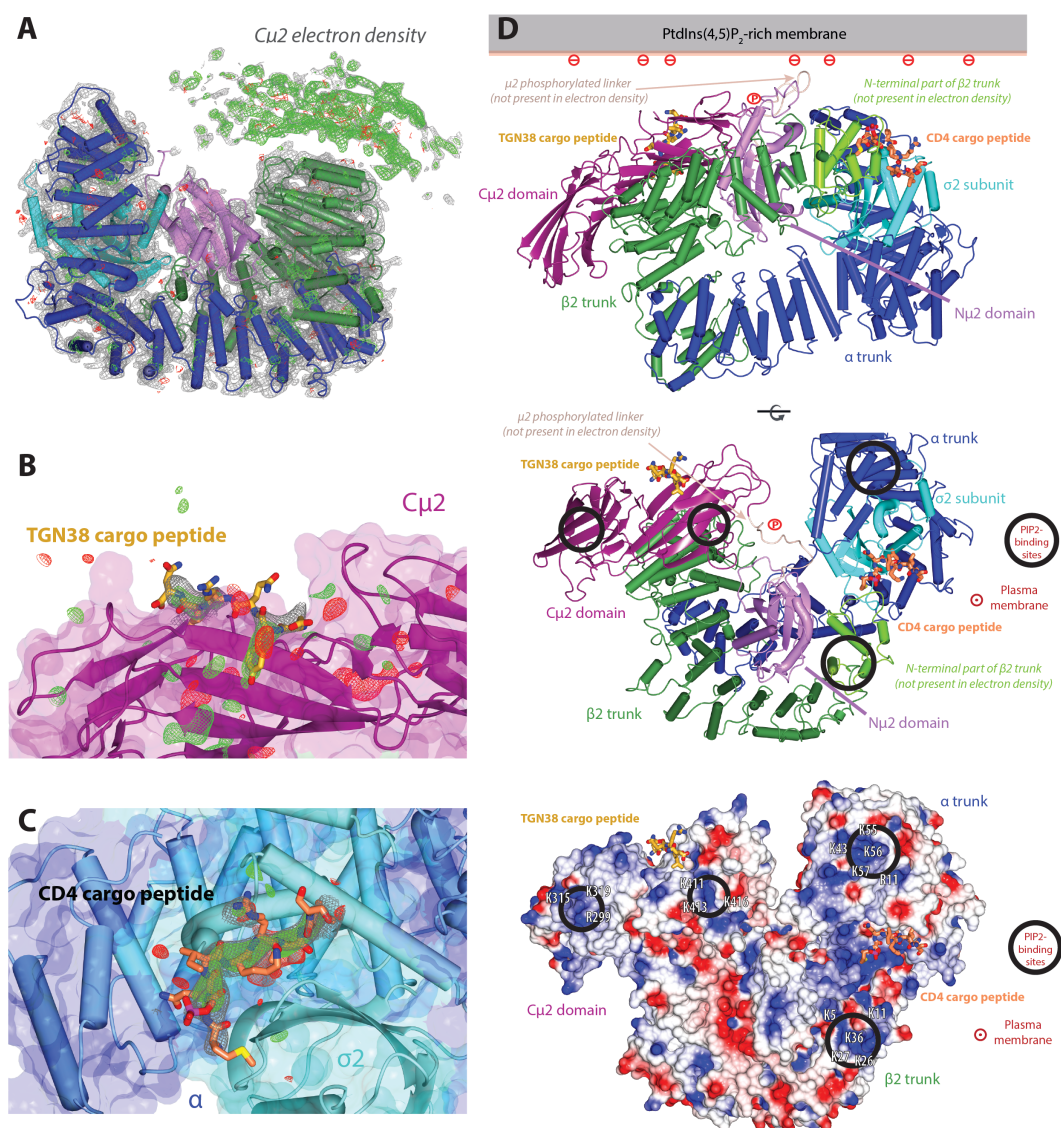 A
Cμ2 electron density
B
Cμ2
TGN38 cargo peptide
C
CD4 cargo peptide
σ2
α
D
PtdIns(4,5)P2-rich membrane
μ2 phosphorylated linker
(not present in electron density)
P
N-terminal part of β2 trunk
(not present in electron density)
TGN38 cargo peptide
CD4 cargo peptide
Cμ2 domain
σ2 subunit
β2 trunk
Nμ2 domain
α trunk
μ2 phosphorylated linker
(not present in electron density)
α trunk
TGN38 cargo peptide
σ2 subunit
P
PIP2-
binding
sites
Plasma
membrane
Cμ2 domain
CD4 cargo peptide
N-terminal part of β2 trunk
(not present in electron density)
β2 trunk
Nμ2 domain
α trunk
TGN38 cargo peptide
K55
K43
K56
K57
R11
K411
K319
K315
K413
K416
R299
PIP2-
binding
sites
Cμ2 domain
CD4 cargo peptide
K5
K11
K36
K27
K26
Plasma
membrane
β2 trunk